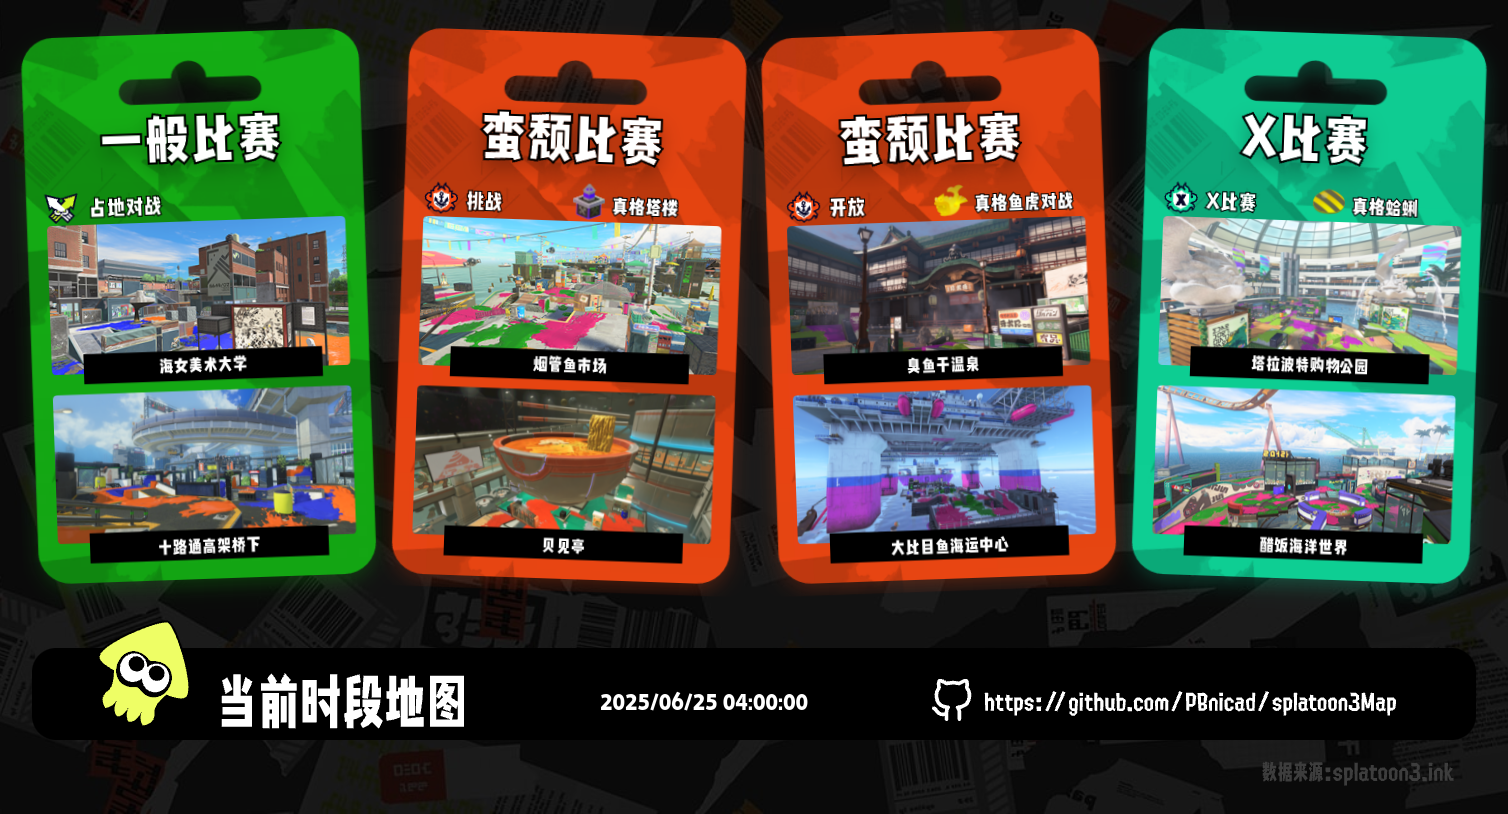 一般比赛
占地对战
海女美术大学
十路通高架桥下
蛮颓比赛
挑战
真格塔楼
烟管鱼市场
贝见亭
蛮颓比赛
开放
真格鱼虎对战
臭鱼干温泉
大比目鱼海运中心
X比赛
X比赛
真格蛤蜊
塔拉波特购物公园
醋饭海洋世界
当前时段地图
2025/06/25 04:00:00
https://github.com/PBnicad/splatoon3Map
数据来源:splatoon3.ink